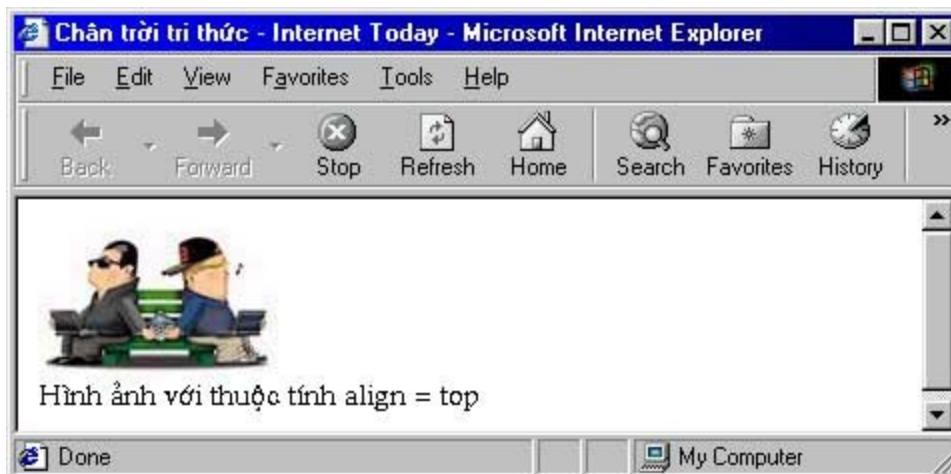 Chân trời tri thức - Internet Today - Microsoft Internet Explorer
File Edit View Favorites Tools Help
Back Forward Stop Refresh Home Search Favorites History »
Hình ảnh với thuộc tính align = top
Done My Computer